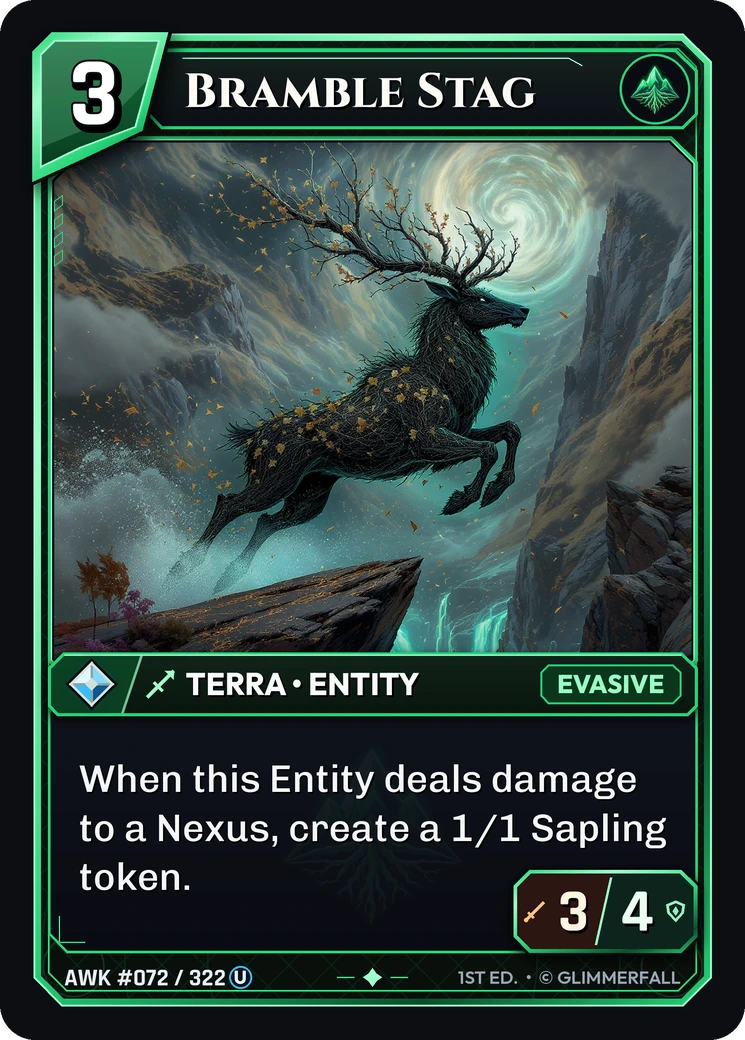 3
BRAMBLE STAG
TERRA • ENTITY
EVASIVE
When this Entity deals damage
to a Nexus, create a 1/1 Sapling
token.
3/4
AWK #072 / 322 U
1ST ED. • © GLIMMERFALL